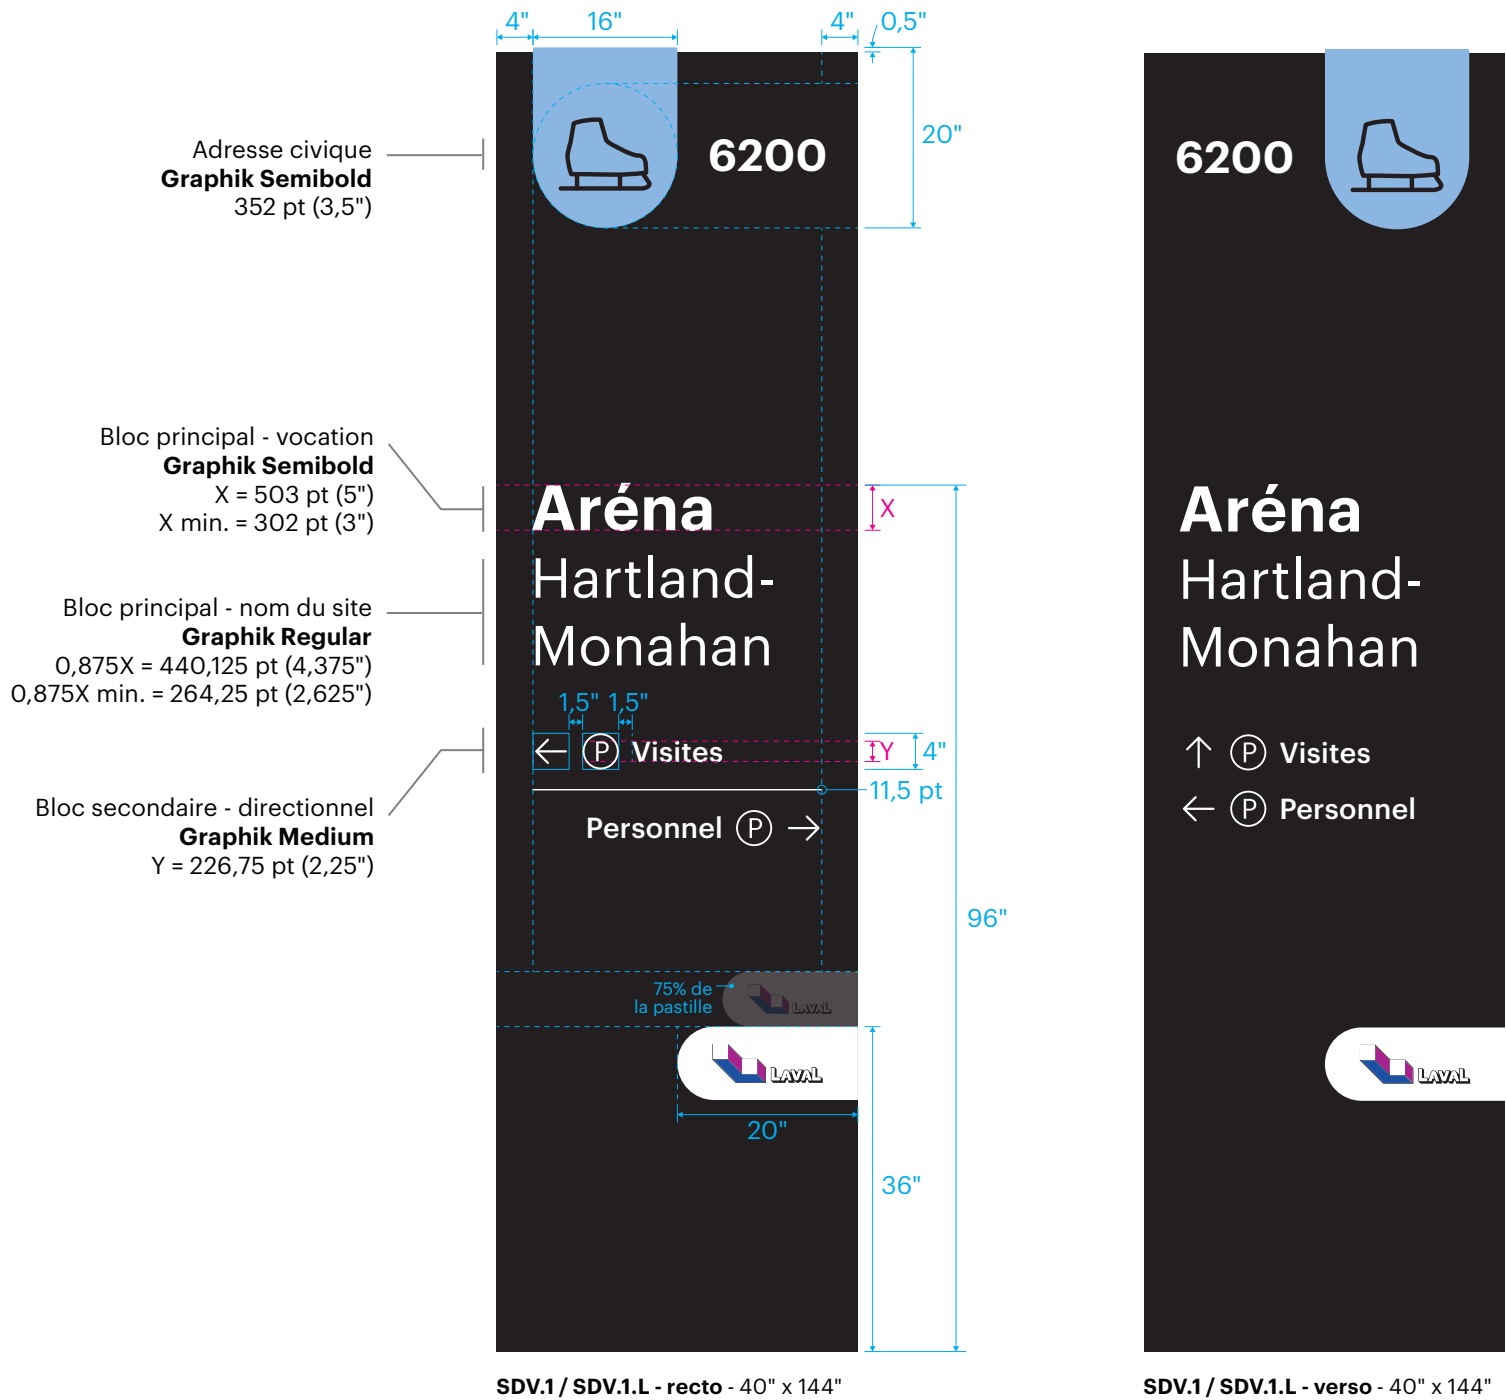 4" 16" 4" 0,5"
20"
Adresse civique
Graphik Semibold
352 pt (3,5")
6200
Bloc principal - vocation
Graphik Semibold
X = 503 pt (5")
X min. = 302 pt (3")
Bloc principal - nom du site
Graphik Regular
0,875X = 440,125 pt (4,375")
0,875X min. = 264,25 pt (2,625")
Bloc secondaire - directionnel
Graphik Medium
Y = 226,75 pt (2,25")
Aréna
Hartland-
Monahan
X
1,5" 1,5"
← P Visites
Y 4"
11,5 pt
Personnel P →
96"
75% de
la pastille
LAVAL
LAVAL
20"
36"
SDV.1 / SDV.1.L - recto - 40" x 144"
6200
Aréna
Hartland-
Monahan
↑ P Visites
← P Personnel
LAVAL
SDV.1 / SDV.1.L - verso - 40" x 144"